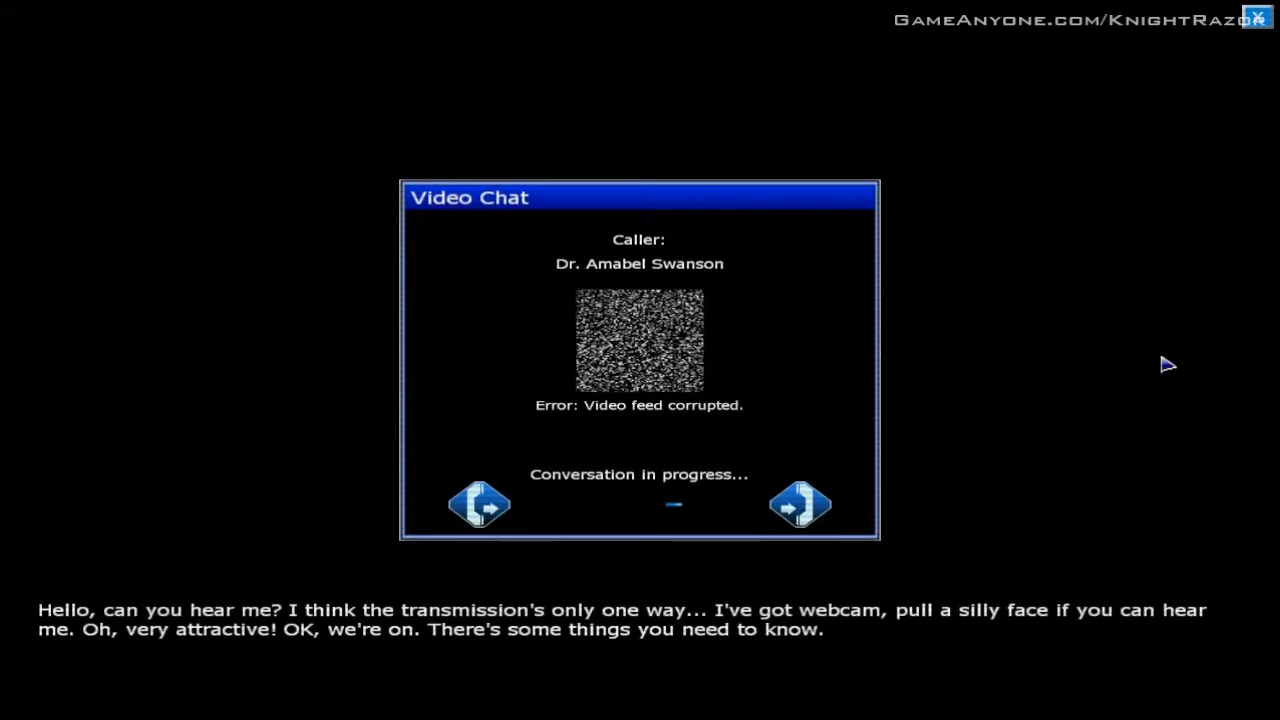 GameAnyone.com/KnightRazor
Video Chat
Caller:
Dr. Amabel Swanson
Error: Video feed corrupted.
Conversation in progress...
Hello, can you hear me? I think the transmission's only one way... I've got webcam, pull a silly face if you can hear
me. Oh, very attractive! OK, we're on. There's some things you need to know.